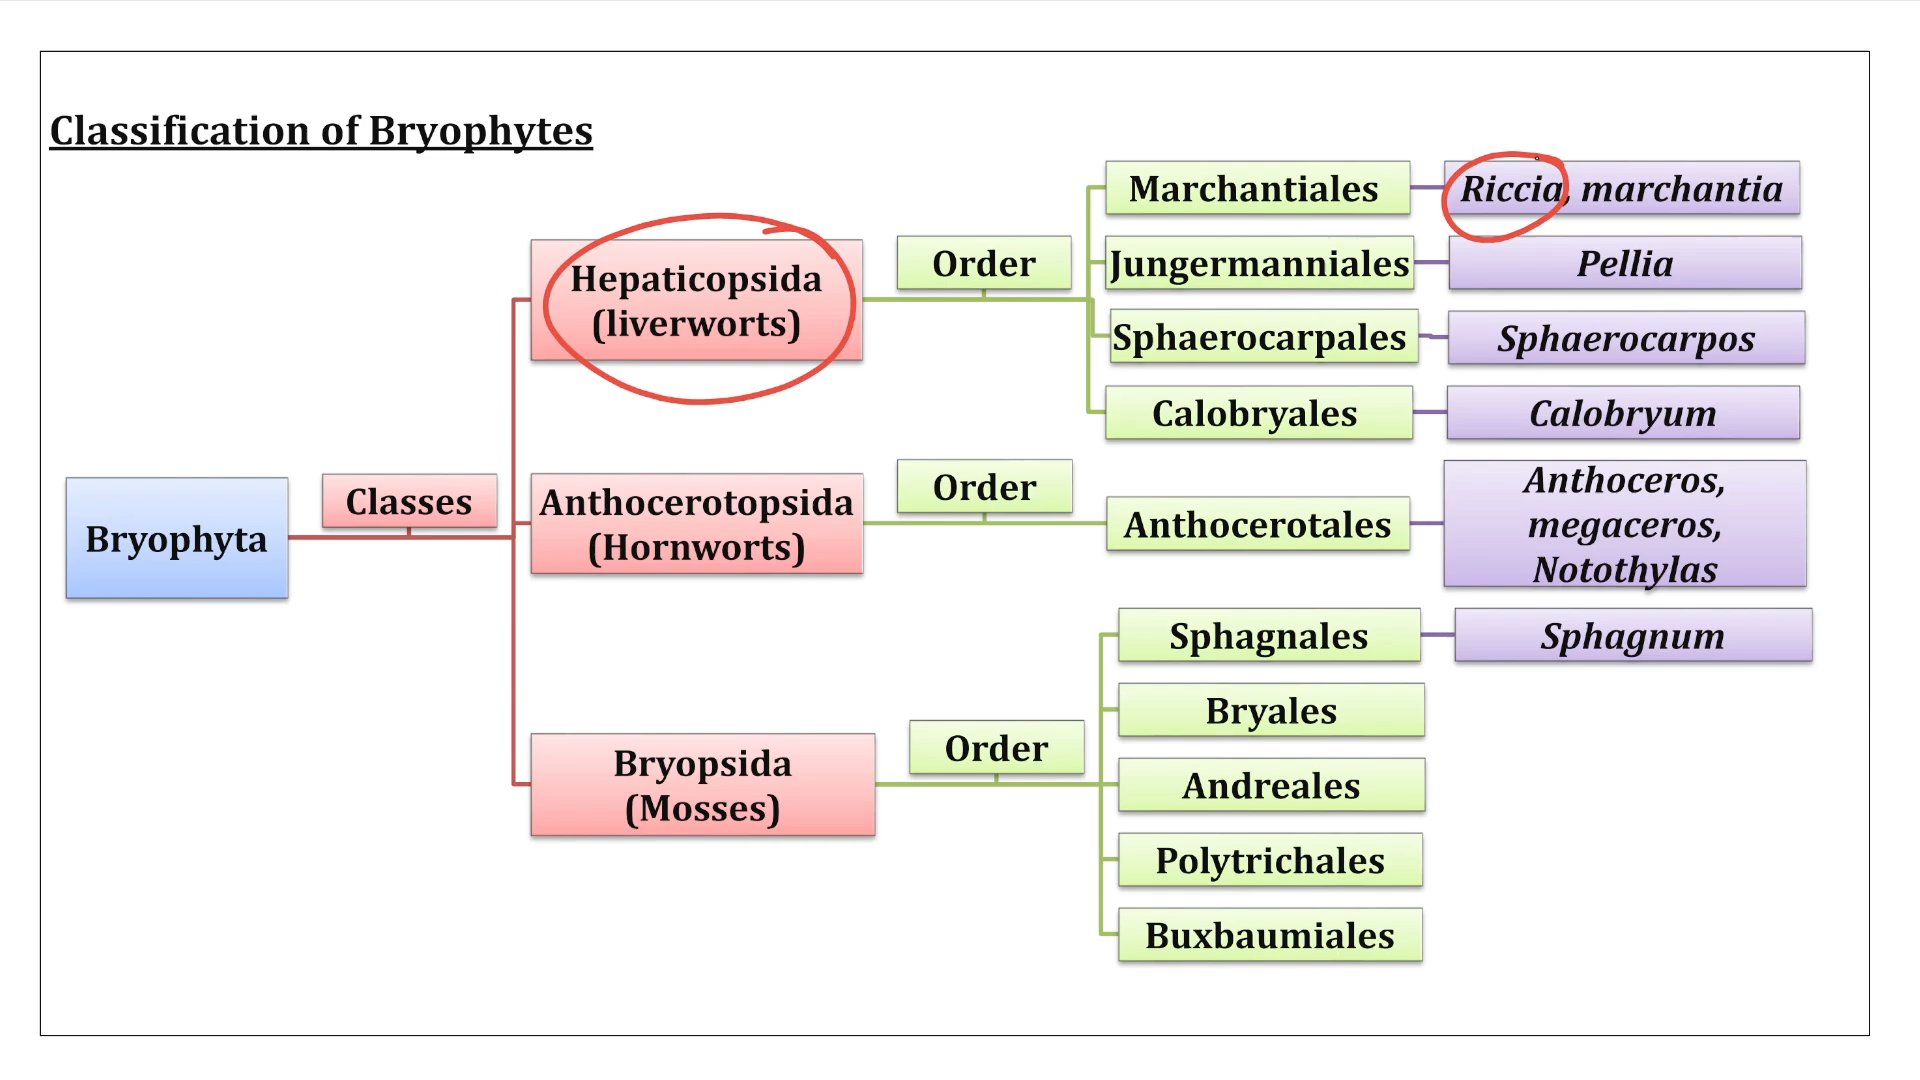 Classification of Bryophytes
Marchantiales
Riccia, marchantia
Hepaticopsida
(liverworts)
Order
Jungermanniales
Pellia
Sphaerocarpales
Sphaerocarpos
Calobryales
Calobryum
Bryophyta
Classes
Anthocerotopsida
(Hornworts)
Order
Anthocerotales
Anthoceros,
megaceros,
Notothylas
Sphagnales
Sphagnum
Bryales
Bryopsida
(Mosses)
Order
Andreales
Polytrichales
Buxbaumiales